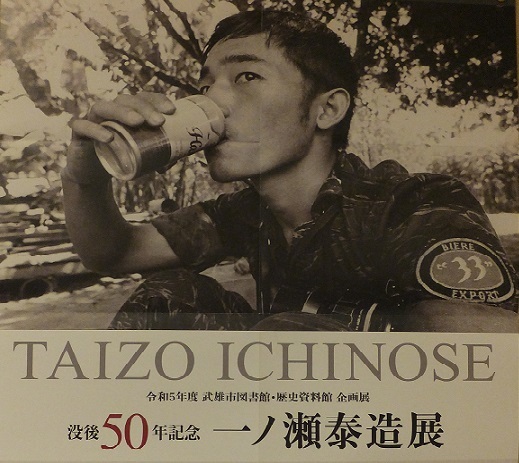 BIERE
"33"
EXPORT
TAIZO ICHINOSE
令和5年度 武雄市図書館・歴史資料館 企画展
没後50年記念 一ノ瀬泰造展